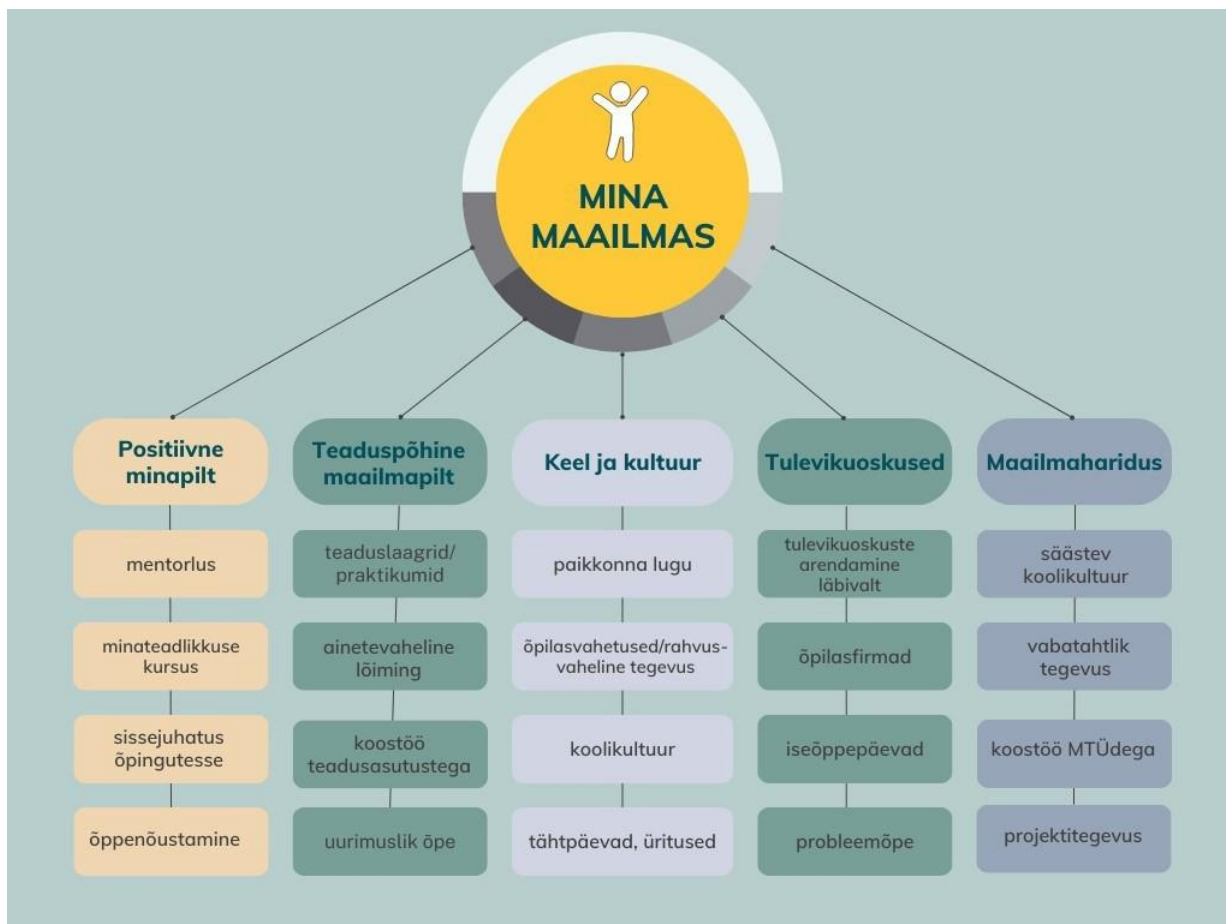 MINA
MAAILMAS
Positiivne
minapilt
mentorlus
minateadlikkuse
kursus
sissejuhatus
õpingutesse
õppenõustamine
Teaduspõhine
maailmapilt
teaduslaagrid/
praktikumid
ainetevaheline
lõiming
koostöö
teadusasutustega
uurimuslik õpe
Keel ja kultuur
paikkonna lugu
õpilasvahetused/rahvus-
vaheline tegevus
koolikultuur
tähtpäevad, üritused
Tulevikuoskused
tulevikuoskuste
arendamine
läbivalt
õpilasfirmad
iseõppepäevad
probleemõpe
Maailmaharidus
säästev
koolikultuur
vabatahtlik
tegevus
koostöö MTÜdega
projektitegevus